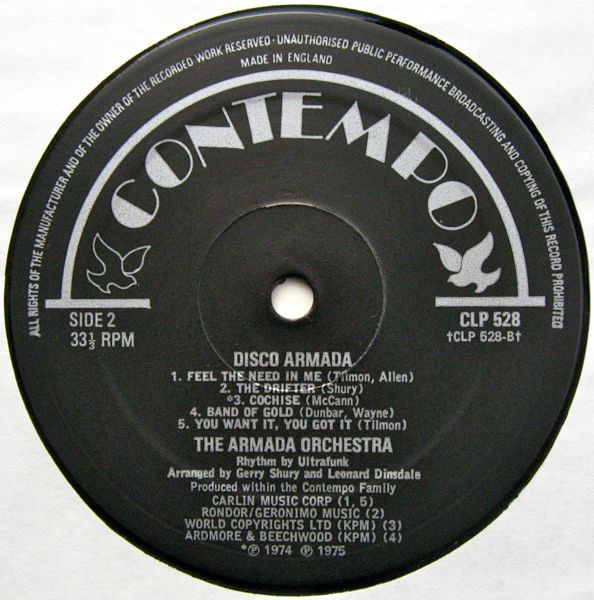 ALL RIGHTS OF THE MANUFACTURER AND OF THE OWNER OF THE RECORDED WORK RESERVED · UNAUTHORISED PUBLIC PERFORMANCE BROADCASTING AND COPYING OF THIS RECORD PROHIBITED
MADE IN ENGLAND
CONTEMPO
SIDE 2
33⅓ RPM
CLP 528
†CLP 528-B†
DISCO ARMADA
1. FEEL THE NEED IN ME (Tilmon, Allen)
2. THE DRIFTER (Shury)
*3. COCHISE (McCann)
4. BAND OF GOLD (Dunbar, Wayne)
5. YOU WANT IT, YOU GOT IT (Tilmon)
THE ARMADA ORCHESTRA
Rhythm by Ultrafunk
Arranged by Gerry Shury and Leonard Dinsdale
Produced within the Contempo Family
CARLIN MUSIC CORP (1, 5)
RONDOR/GERONIMO MUSIC (2)
WORLD COPYRIGHTS LTD (KPM) (3)
ARDMORE & BEECHWOOD (KPM) (4)
*℗ 1974 ℗ 1975